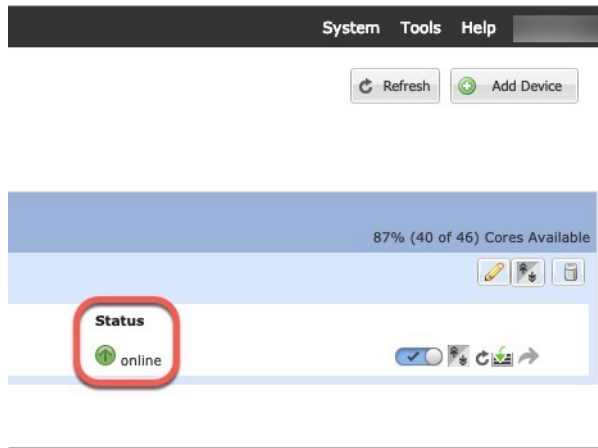 System Tools Help
Refresh Add Device
87% (40 of 46) Cores Available
Status
online